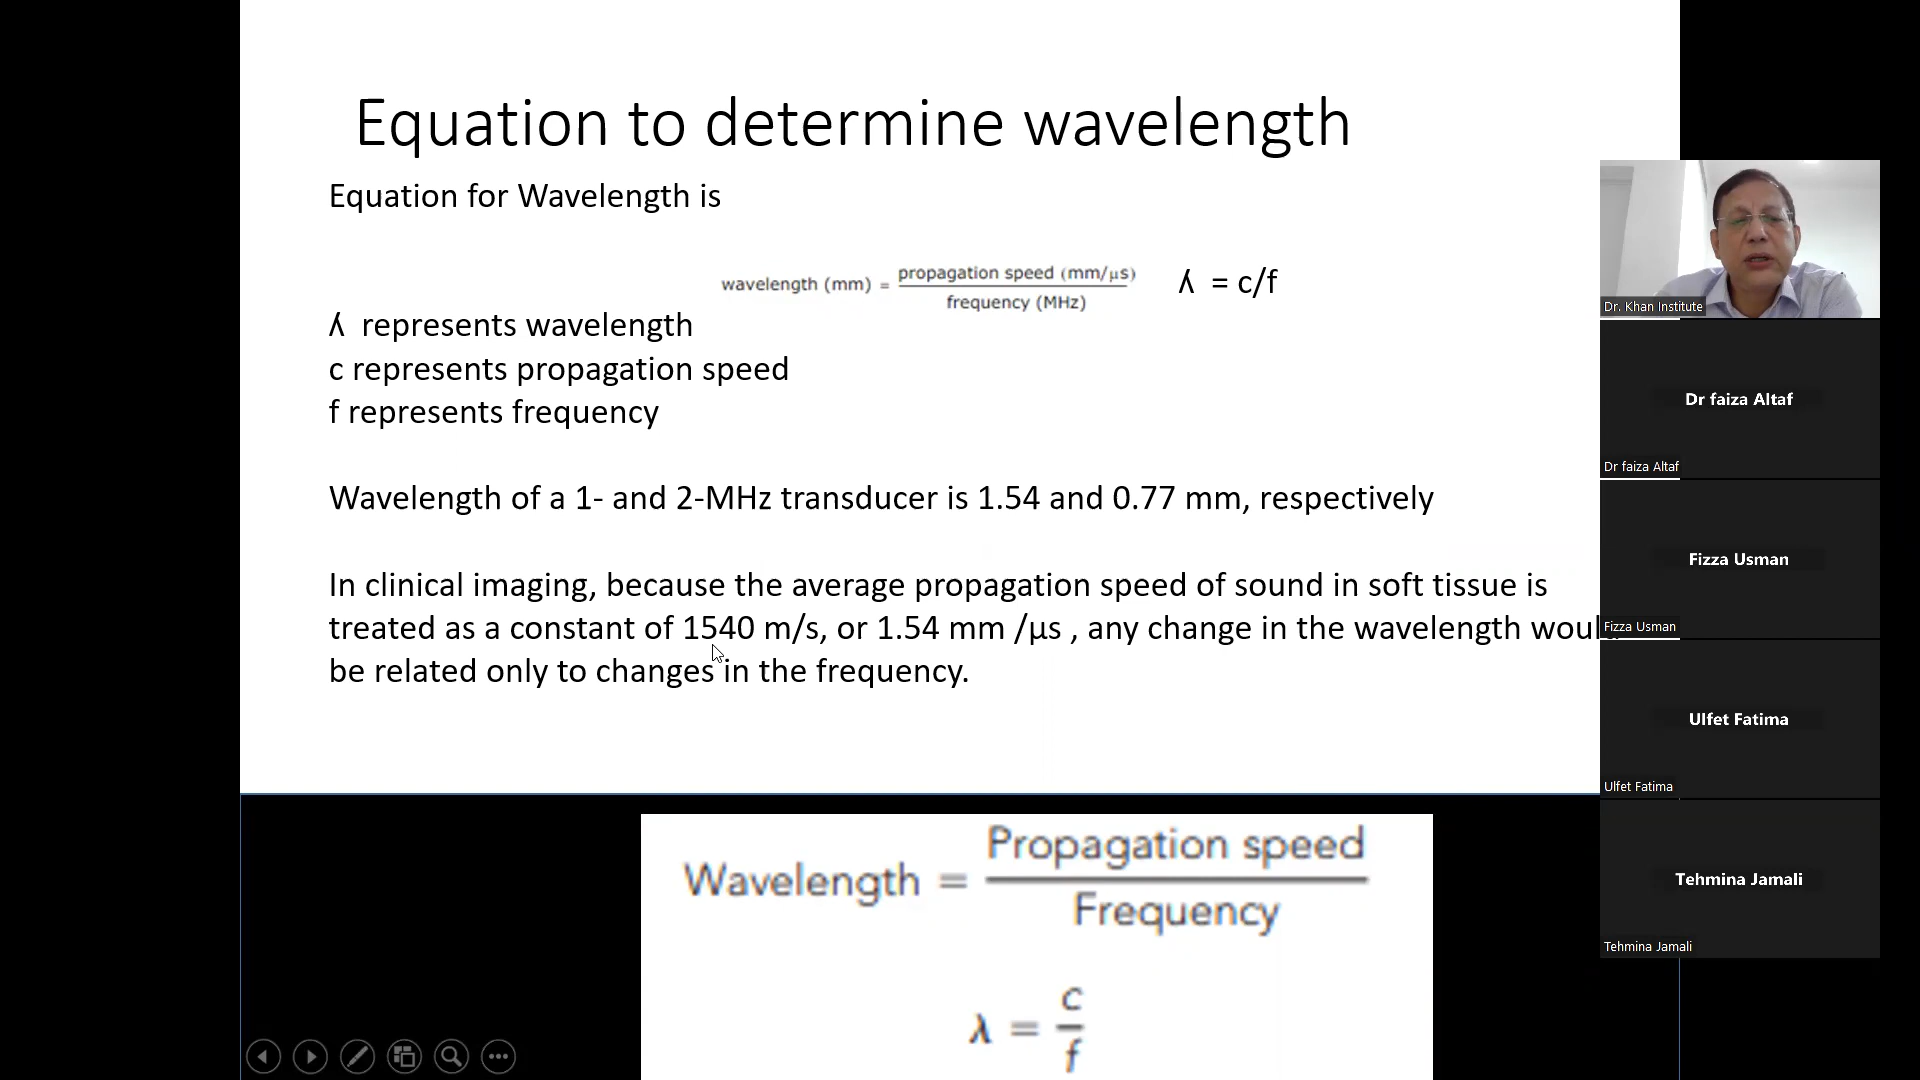 Equation to determine wavelength
Equation for Wavelength is
wavelength (mm) = propagation speed (mm/μs) / frequency (MHz)
ʎ = c/f
ʎ represents wavelength
c represents propagation speed
f represents frequency
Wavelength of a 1- and 2-MHz transducer is 1.54 and 0.77 mm, respectively
In clinical imaging, because the average propagation speed of sound in soft tissue is
treated as a constant of 1540 m/s, or 1.54 mm /μs , any change in the wavelength
be related only to changes in the frequency.
Wavelength = Propagation speed / Frequency
λ = c / f
Dr. Khan Institute
Dr faiza Altaf
Dr faiza Altaf
Fizza Usman
Fizza Usman
Ulfet Fatima
Ulfet Fatima
Tehmina Jamali
Tehmina Jamali